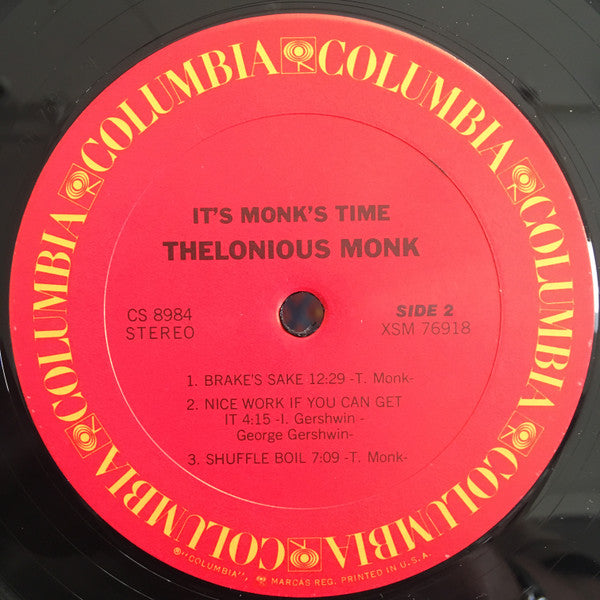 COLUMBIA COLUMBIA COLUMBIA COLUMBIA COLUMBIA COLUMBIA
IT'S MONK'S TIME
THELONIOUS MONK
CS 8984
STEREO
SIDE 2
XSM 76918
1. BRAKE'S SAKE 12:29 -T. Monk-
2. NICE WORK IF YOU CAN GET
IT 4:15 -I. Gershwin -
George Gershwin-
3. SHUFFLE BOIL 7:09 -T. Monk-
® "COLUMBIA", MARCAS REG. PRINTED IN U.S.A.